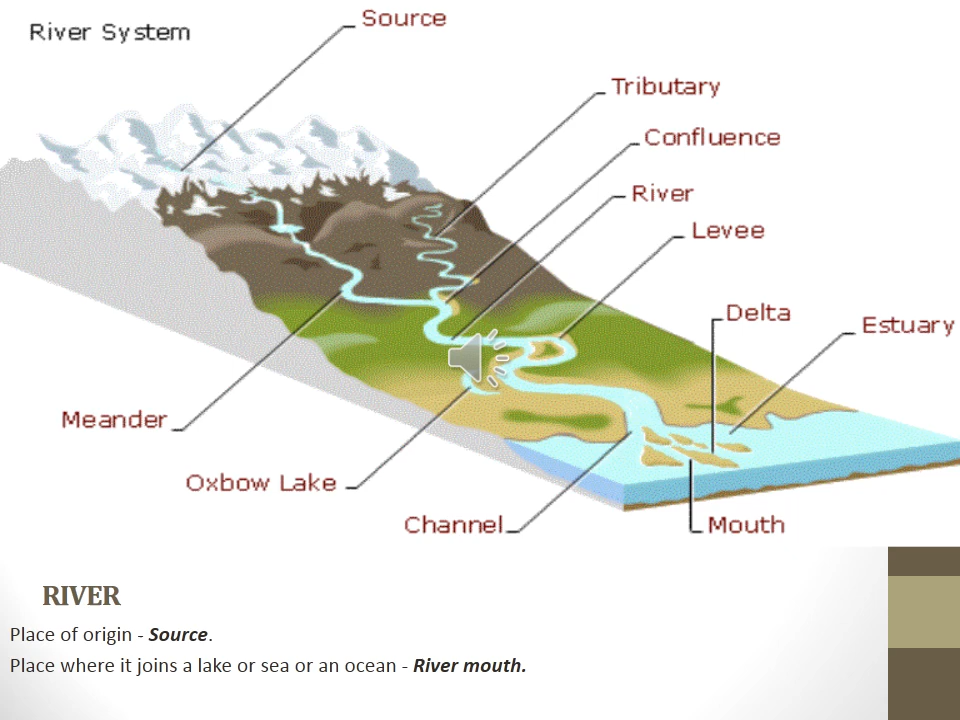 River System
Source
Tributary
Confluence
River
Levee
Delta
Estuary
Meander
Oxbow Lake
Channel
Mouth
RIVER
Place of origin - Source.
Place where it joins a lake or sea or an ocean - River mouth.